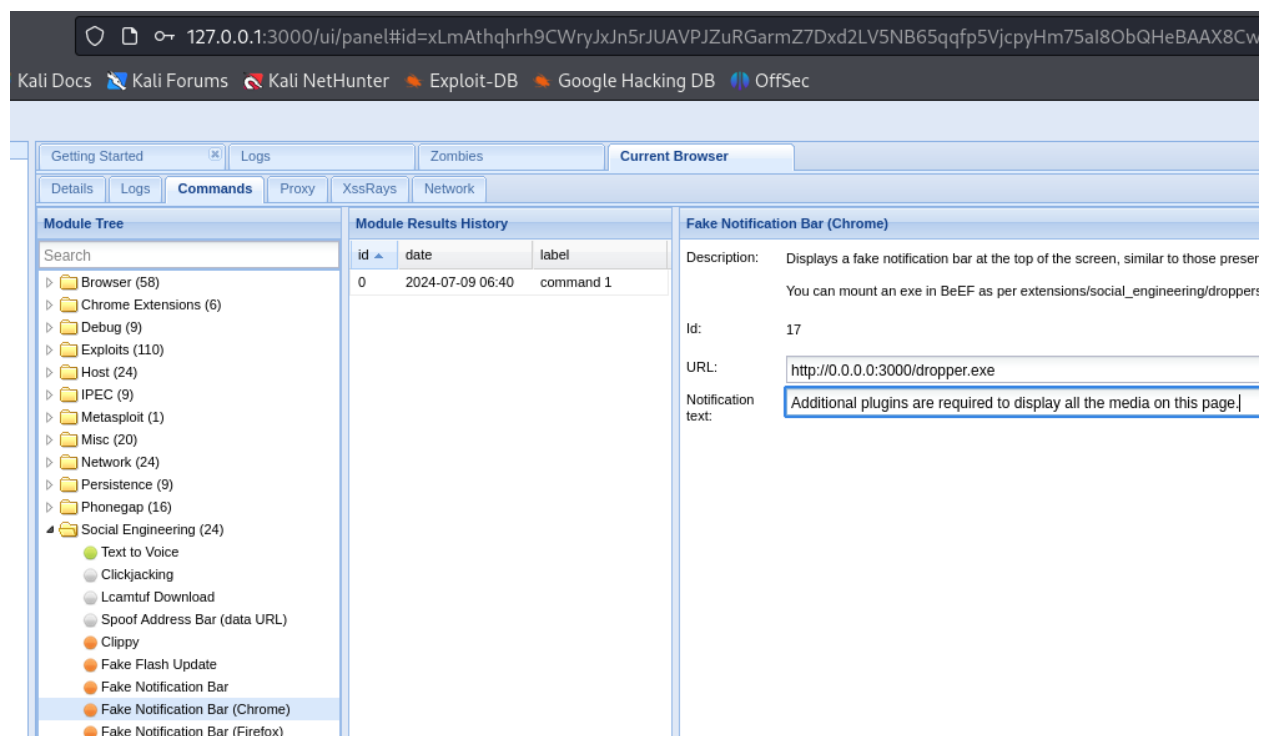 127.0.0.1:3000/ui/panel#id=xLmAthqhrh9CWryJxJn5rJUAVPJZuRGarmZ7Dxd2LV5NB65qqfp5VjcpyHm75aI8ObQHeBAAX8Cw
Kali Docs Kali Forums Kali NetHunter Exploit-DB Google Hacking DB OffSec
Getting Started Logs Zombies Current Browser
Details Logs Commands Proxy XssRays Network
Module Tree
Search
Browser (58)
Chrome Extensions (6)
Debug (9)
Exploits (110)
Host (24)
IPEC (9)
Metasploit (1)
Misc (20)
Network (24)
Persistence (9)
Phonegap (16)
Social Engineering (24)
Text to Voice
Clickjacking
Lcamtuf Download
Spoof Address Bar (data URL)
Clippy
Fake Flash Update
Fake Notification Bar
Fake Notification Bar (Chrome)
Fake Notification Bar (Firefox)
Module Results History
id date label
0 2024-07-09 06:40 command 1
Fake Notification Bar (Chrome)
Description: Displays a fake notification bar at the top of the screen, similar to those preser
You can mount an exe in BeEF as per extensions/social_engineering/droppers
Id: 17
URL: http://0.0.0.0:3000/dropper.exe
Notification text: Additional plugins are required to display all the media on this page.